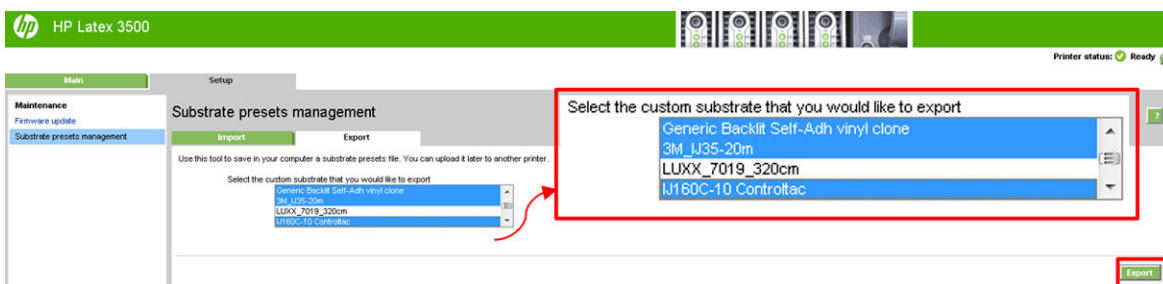 hp HP Latex 3500
Printer status: Ready
Main Setup
Maintenance
Firmware update
Substrate presets management
Substrate presets management
?
Import Export
Use this tool to save in your computer a substrate presets file. You can upload it later to another printer.
Select the custom substrate that you would like to export
Generic Backlit Self-Adh vinyl clone
3M_IJ35-20m
LUXX_7019_320cm
IJ160C-10 Controltac
Select the custom substrate that you would like to export
Generic Backlit Self-Adh vinyl clone
3M_IJ35-20m
LUXX_7019_320cm
IJ160C-10 Controltac
Export